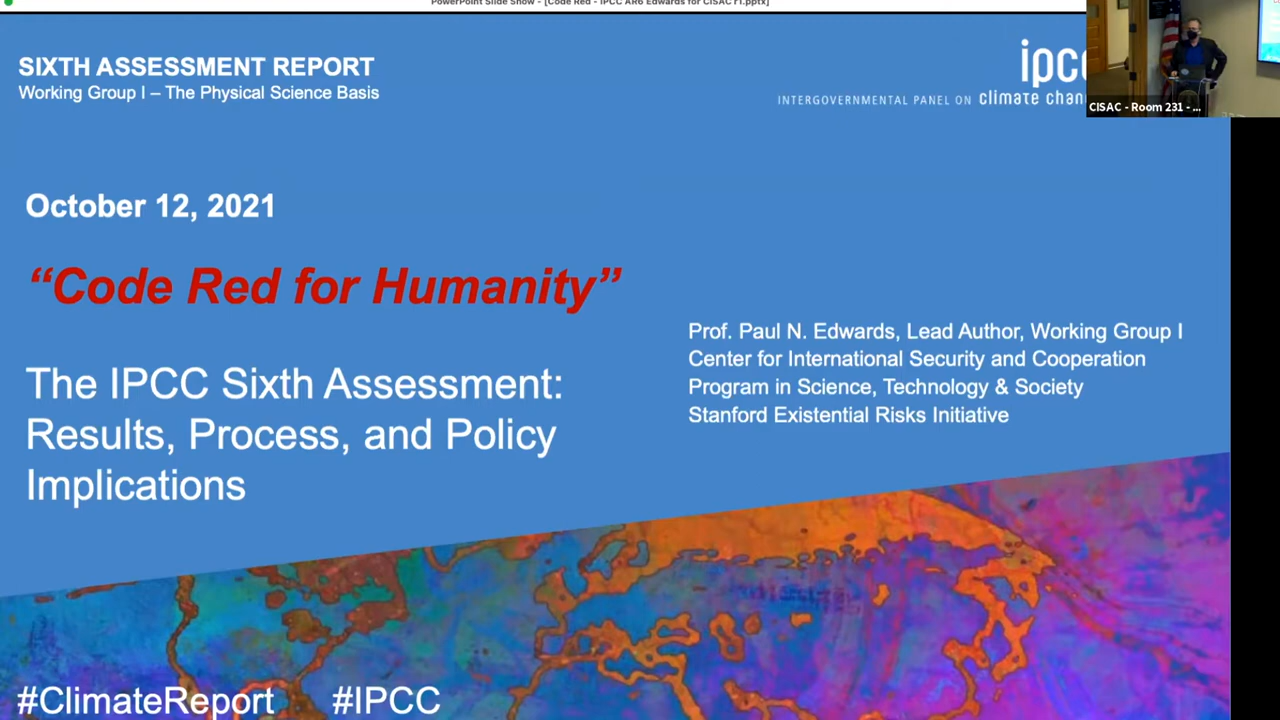 PowerPoint Slide Show - [Code Red - IPCC AR6 Edwards for CISAC r1.pptx]
SIXTH ASSESSMENT REPORT
Working Group I – The Physical Science Basis
ipcc
INTERGOVERNMENTAL PANEL ON climate chan
CISAC - Room 231 - ...
October 12, 2021
“Code Red for Humanity”
The IPCC Sixth Assessment:
Results, Process, and Policy
Implications
Prof. Paul N. Edwards, Lead Author, Working Group I
Center for International Security and Cooperation
Program in Science, Technology & Society
Stanford Existential Risks Initiative
#ClimateReport #IPCC